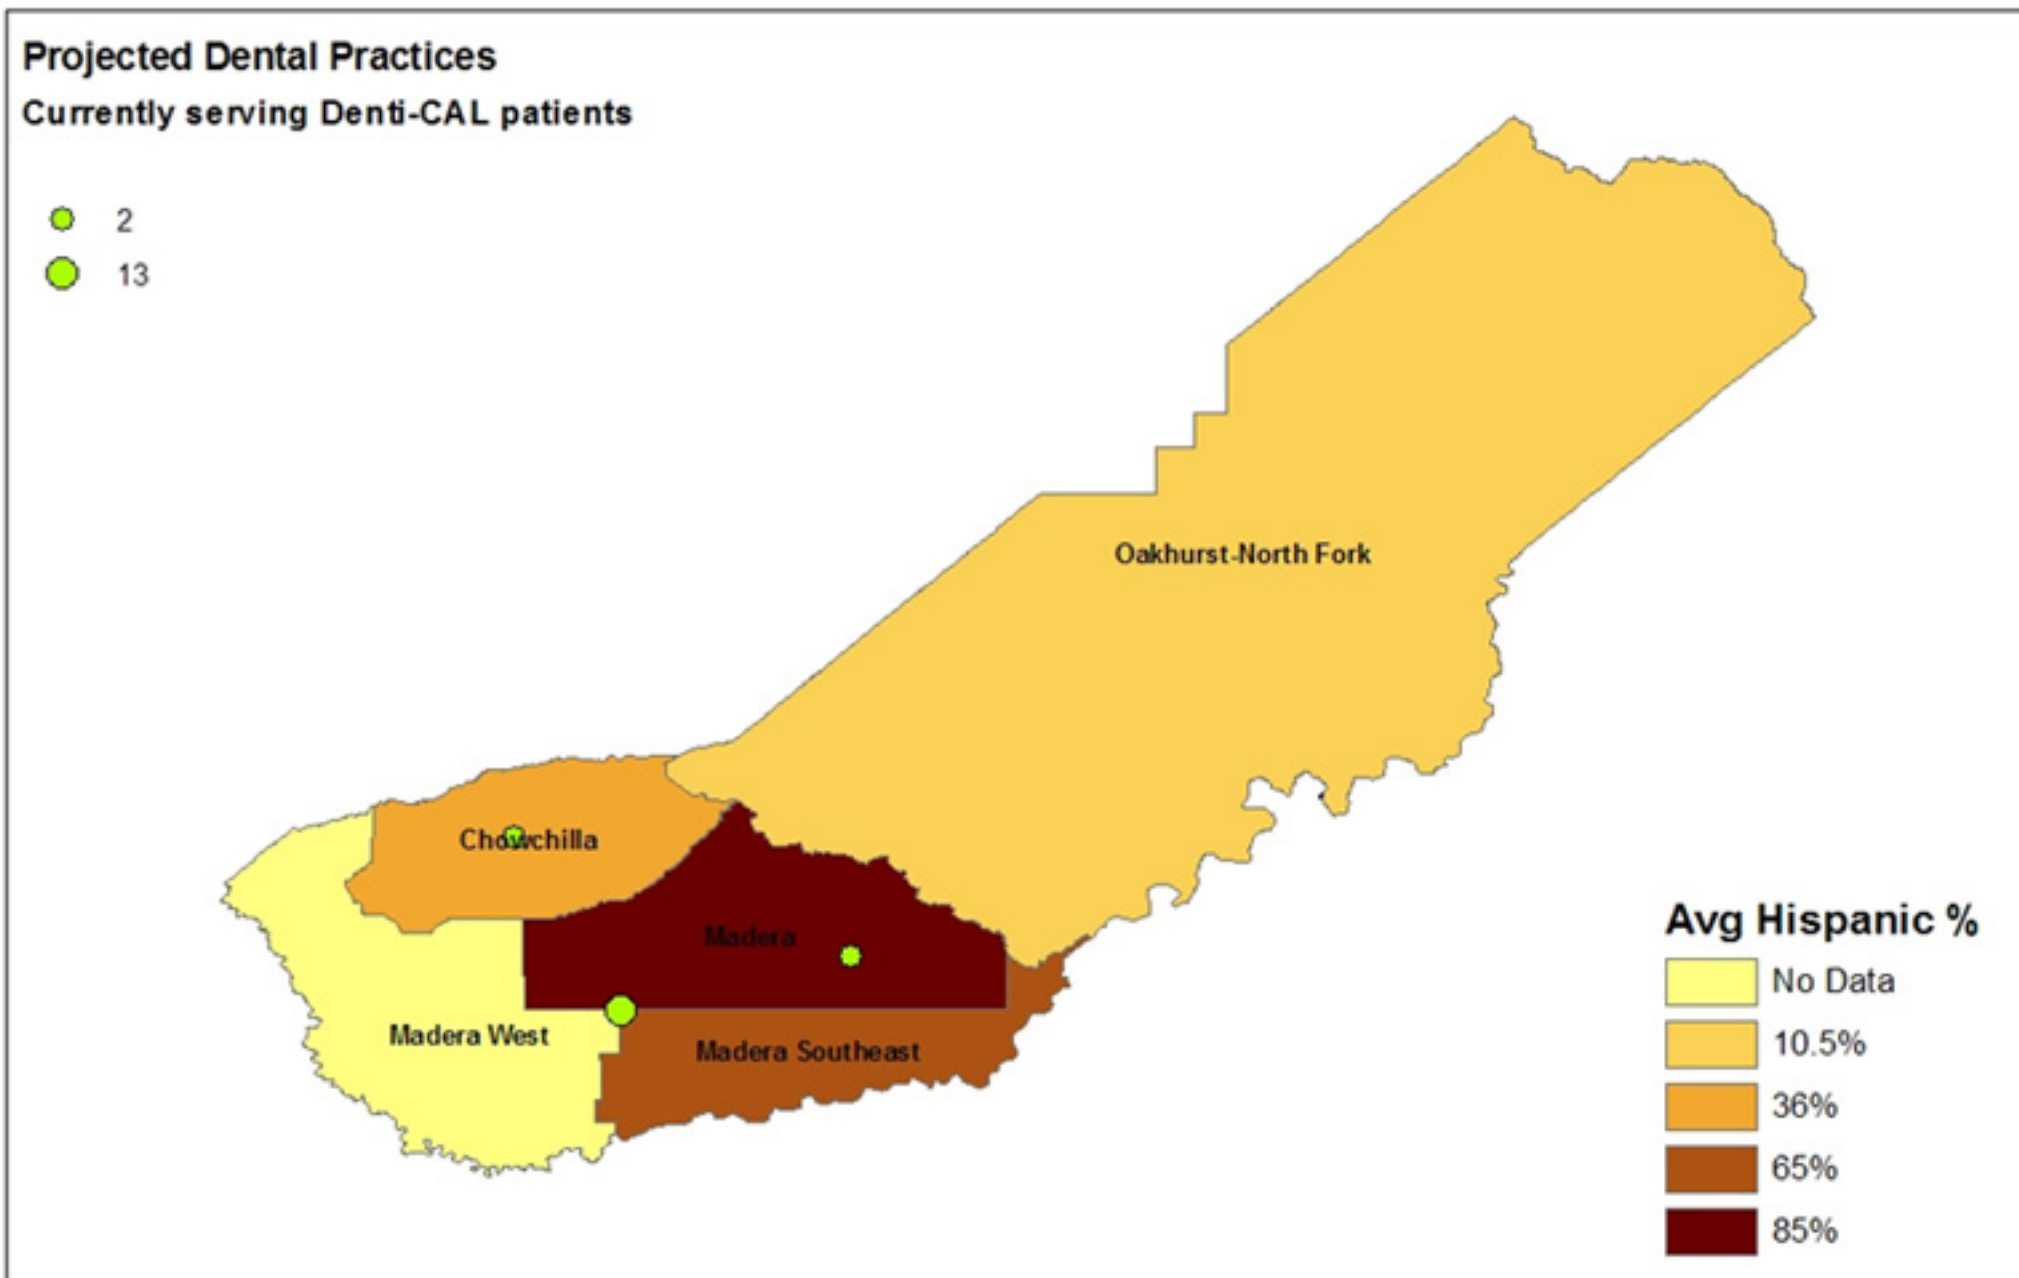 Projected Dental Practices
Currently serving Denti-CAL patients
2
13
Oakhurst-North Fork
Chowchilla
Madera
Madera West
Madera Southeast
Avg Hispanic %
No Data
10.5%
36%
65%
85%